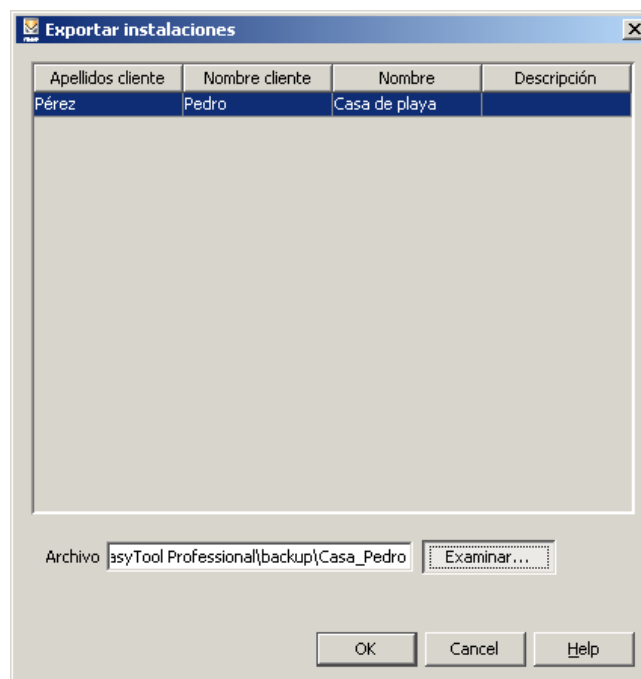 Exportar instalaciones
Apellidos cliente Nombre cliente Nombre Descripción
Pérez Pedro Casa de playa
Archivo asyTool Professional\backup\Casa_Pedro Examinar...
OK Cancel Help